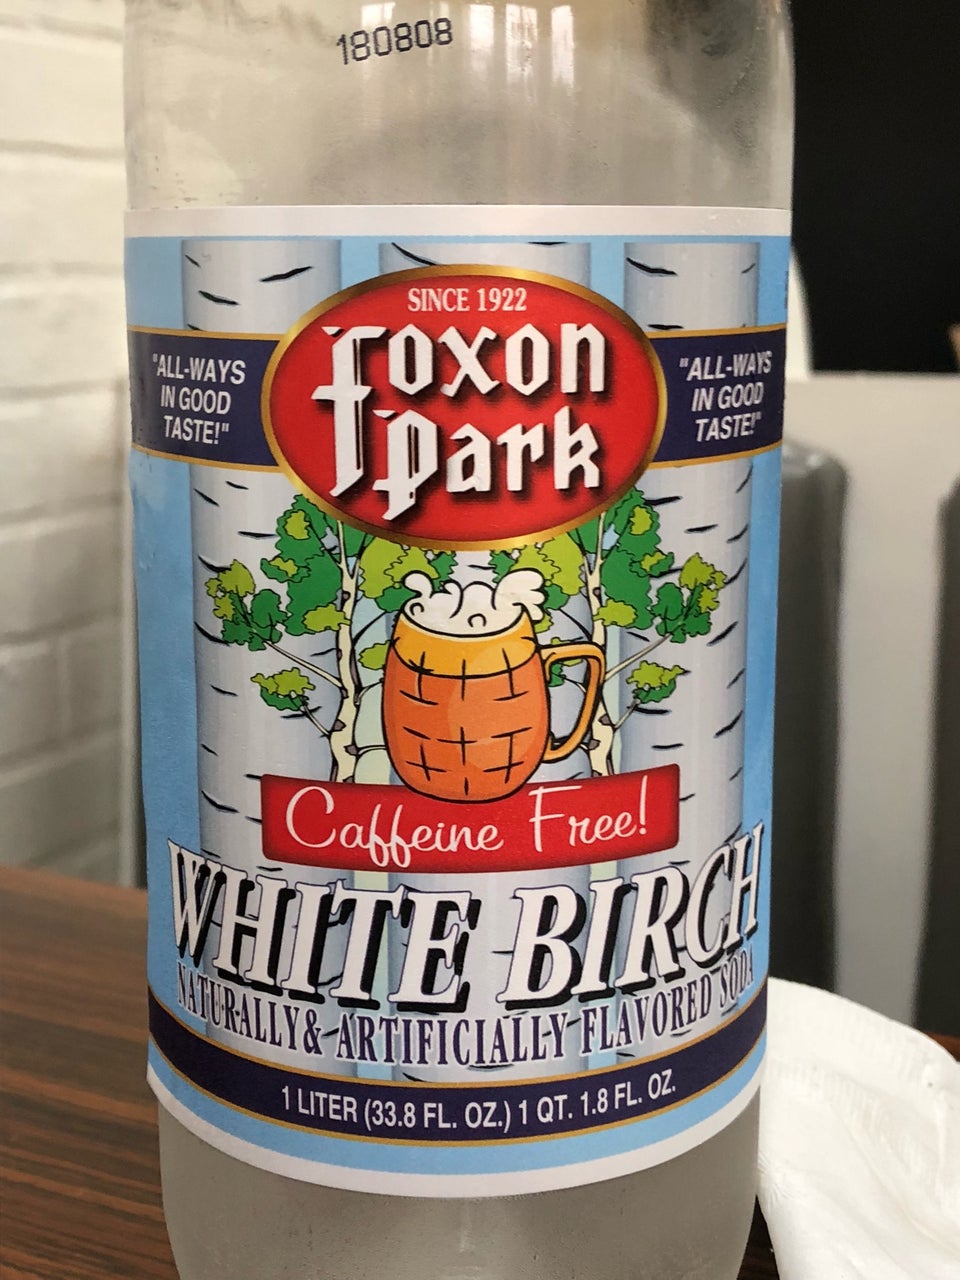 180808
SINCE 1922
Foxon
Park
"ALL-WAYS
IN GOOD
TASTE!"
"ALL-WAYS
IN GOOD
TASTE!"
Caffeine Free!
WHITE BIRCH
NATURALLY & ARTIFICIALLY FLAVORED SODA
1 LITER (33.8 FL. OZ.) 1 QT. 1.8 FL. OZ.